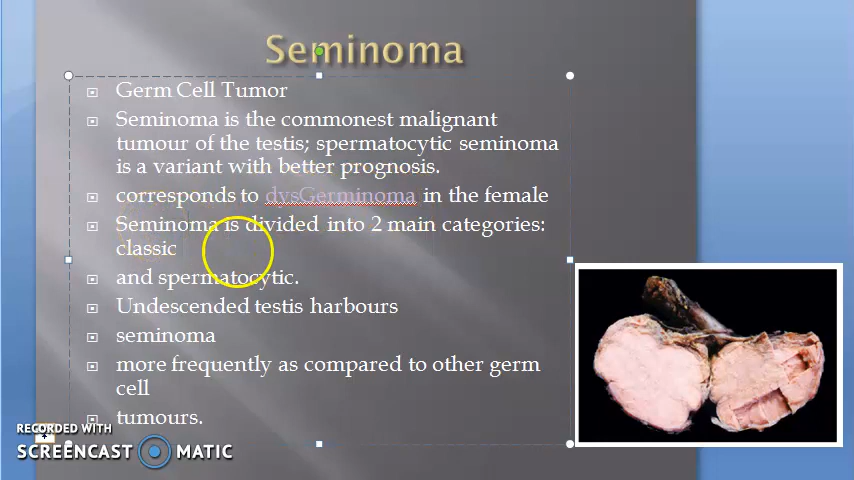 Seminoma
Germ Cell Tumor
Seminoma is the commonest malignant
tumour of the testis; spermatocytic seminoma
is a variant with better prognosis.
corresponds to dysGerminoma in the female
Seminoma is divided into 2 main categories:
classic
and spermatocytic.
Undescended testis harbours
seminoma
more frequently as compared to other germ
cell
tumours.
RECORDED WITH
SCREENCAST MATIC